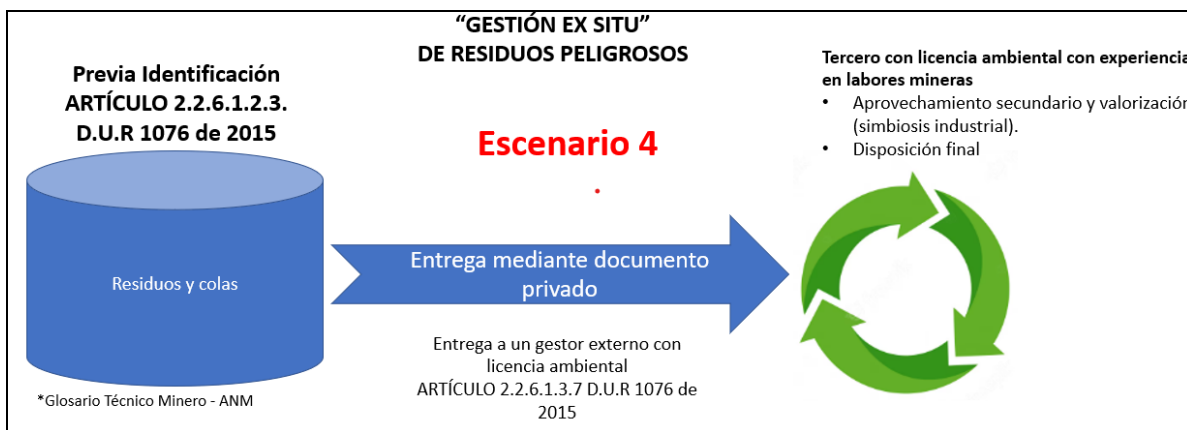 “GESTIÓN EX SITU”
DE RESIDUOS PELIGROSOS
Previa Identificación
ARTÍCULO 2.2.6.1.2.3.
D.U.R 1076 de 2015
Escenario 4
Residuos y colas
*Glosario Técnico Minero - ANM
Entrega mediante documento
privado
Entrega a un gestor externo con
licencia ambiental
ARTÍCULO 2.2.6.1.3.7 D.U.R 1076 de
2015
Tercero con licencia ambiental con experiencia
en labores mineras
• Aprovechamiento secundario y valorización
(simbiosis industrial).
• Disposición final